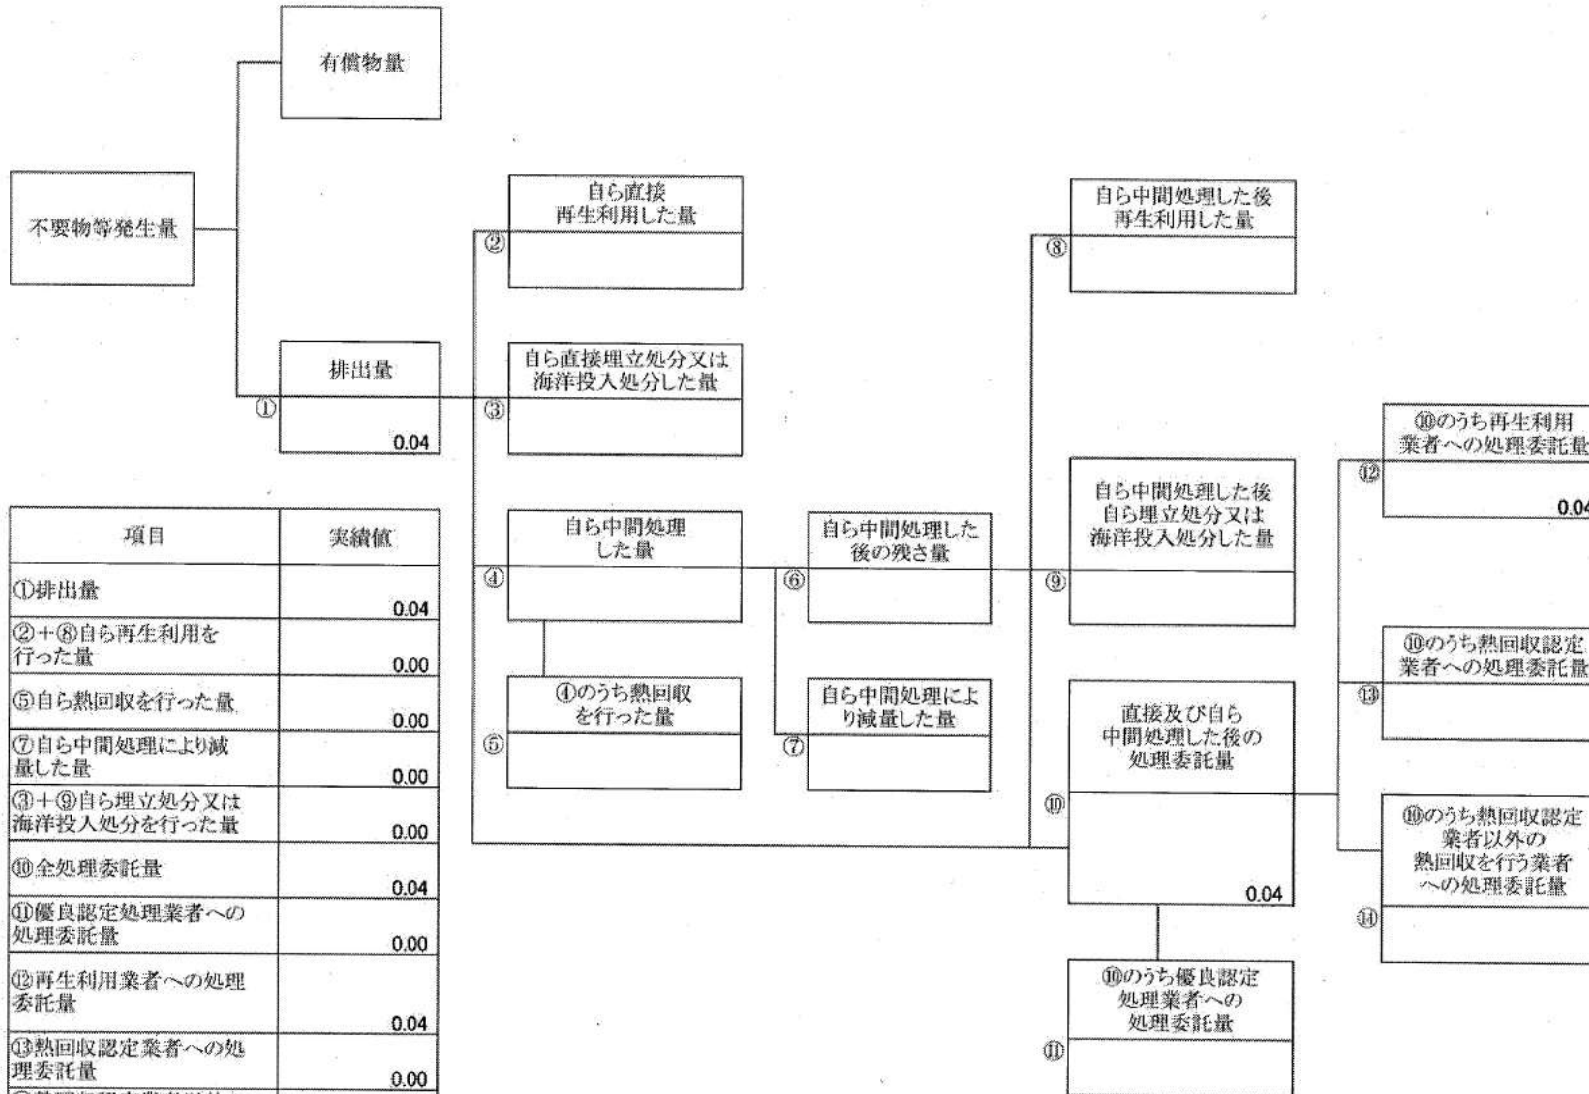 有償物量
不要物等発生量
排出量
①
0.04
自ら直接
再生利用した量
②
自ら直接埋立処分又は
海洋投入処分した量
③
自ら中間処理
した量
④
④のうち熱回収
を行った量
⑤
自ら中間処理した
後の残さ量
⑥
自ら中間処理によ
り減量した量
⑦
自ら中間処理した後
再生利用した量
⑧
自ら中間処理した後
自ら埋立処分又は
海洋投入処分した量
⑨
直接及び自ら
中間処理した後の
処理委託量
⑩
0.04
⑩のうち優良認定
処理業者への
処理委託量
⑪
⑩のうち再生利用
業者への処理委託量
⑫
0.04
⑩のうち熱回収認定
業者への処理委託量
⑬
⑩のうち熱回収認定
業者以外の
熱回収を行う業者
への処理委託量
⑭
項目 実績値
①排出量
0.04
②+⑧自ら再生利用を
行った量
0.00
⑤自ら熱回収を行った量
0.00
⑦自ら中間処理により減
量した量
0.00
③+⑨自ら埋立処分又は
海洋投入処分を行った量
0.00
⑩全処理委託量
0.04
⑪優良認定処理業者への
処理委託量
0.00
⑫再生利用業者への処理
委託量
0.04
⑬熱回収認定業者への処
理委託量
0.00